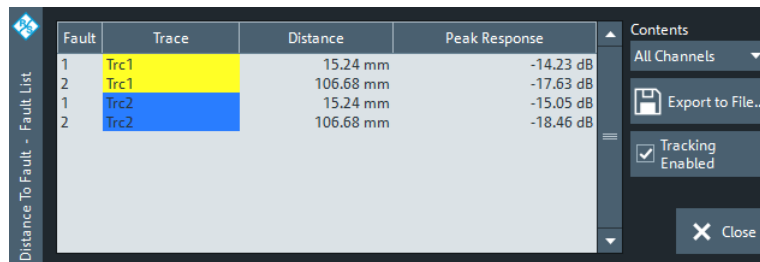 R&S
Distance To Fault - Fault List
Fault Trace Distance Peak Response
1 Trc1 15.24 mm -14.23 dB
2 Trc1 106.68 mm -17.63 dB
1 Trc2 15.24 mm -15.05 dB
2 Trc2 106.68 mm -18.46 dB
Contents
All Channels
Export to File..
Tracking
Enabled
Close